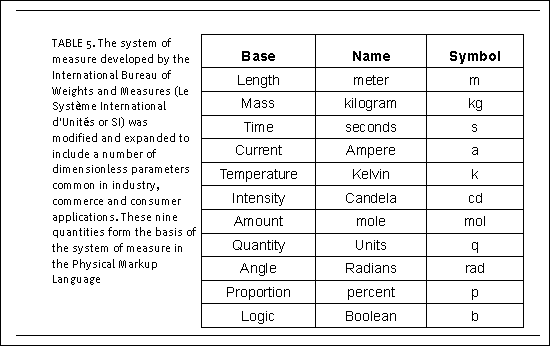 TABLE 5. The system of
measure developed by the
International Bureau of
Weights and Measures (Le
Système International
d'Unités or SI) was
modified and expanded to
include a number of
dimensionless parameters
common in industry,
commerce and consumer
applications. These nine
quantities form the basis of
the system of measure in
the Physical Markup
Language
Base Name Symbol
Length meter m
Mass kilogram kg
Time seconds s
Current Ampere a
Temperature Kelvin k
Intensity Candela cd
Amount mole mol
Quantity Units q
Angle Radians rad
Proportion percent p
Logic Boolean b